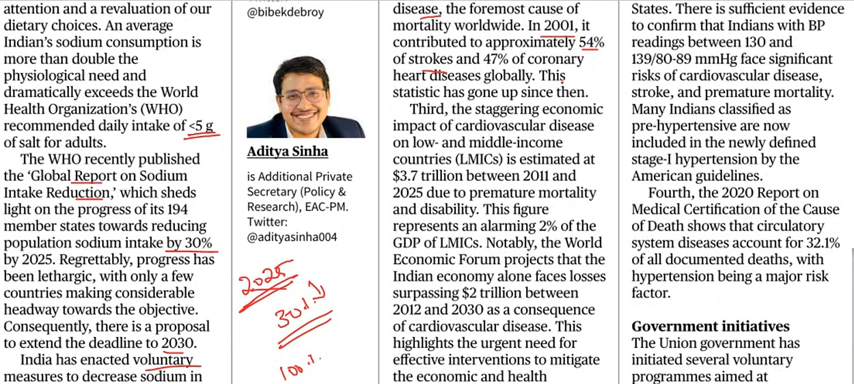 attention and a revaluation of our
dietary choices. An average
Indian's sodium consumption is
more than double the
physiological need and
dramatically exceeds the World
Health Organization's (WHO)
recommended daily intake of <5 g
of salt for adults.
The WHO recently published
the 'Global Report on Sodium
Intake Reduction,' which sheds
light on the progress of its 194
member states towards reducing
population sodium intake by 30%
by 2025. Regrettably, progress has
been lethargic, with only a few
countries making considerable
headway towards the objective.
Consequently, there is a proposal
to extend the deadline to 2030.
India has enacted voluntary
measures to decrease sodium in
@bibekdebroy
Aditya Sinha
is Additional Private
Secretary (Policy &
Research), EAC-PM.
Twitter:
@adityasinha004
2025
30%↓
100%
disease, the foremost cause of
mortality worldwide. In 2001, it
contributed to approximately 54%
of strokes and 47% of coronary
heart diseases globally. This
statistic has gone up since then.
Third, the staggering economic
impact of cardiovascular disease
on low- and middle-income
countries (LMICs) is estimated at
$3.7 trillion between 2011 and
2025 due to premature mortality
and disability. This figure
represents an alarming 2% of the
GDP of LMICs. Notably, the World
Economic Forum projects that the
Indian economy alone faces losses
surpassing $2 trillion between
2012 and 2030 as a consequence
of cardiovascular disease. This
highlights the urgent need for
effective interventions to mitigate
the economic and health
States. There is sufficient evidence
to confirm that Indians with BP
readings between 130 and
139/80-89 mmHg face significant
risks of cardiovascular disease,
stroke, and premature mortality.
Many Indians classified as
pre-hypertensive are now
included in the newly defined
stage-I hypertension by the
American guidelines.
Fourth, the 2020 Report on
Medical Certification of the Cause
of Death shows that circulatory
system diseases account for 32.1%
of all documented deaths, with
hypertension being a major risk
factor.
Government initiatives
The Union government has
initiated several voluntary
programmes aimed at